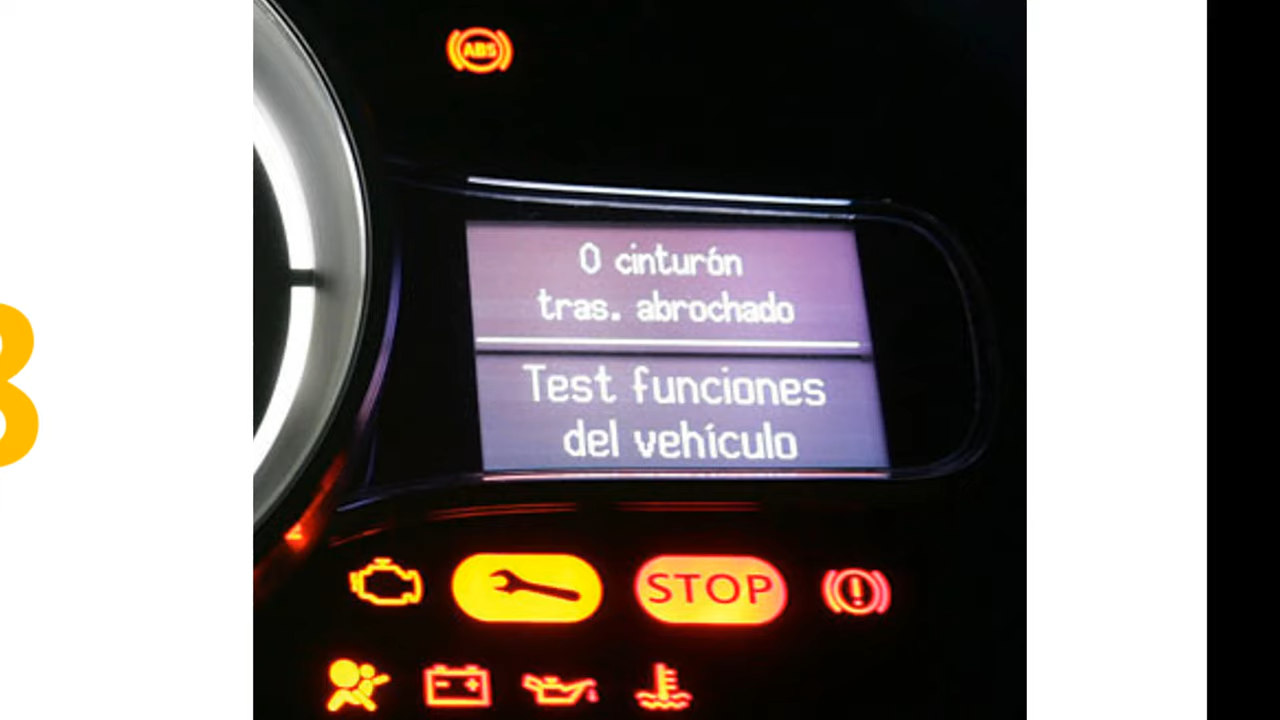 ABS
0 cinturón
tras. abrochado
Test funciones
del vehículo
STOP